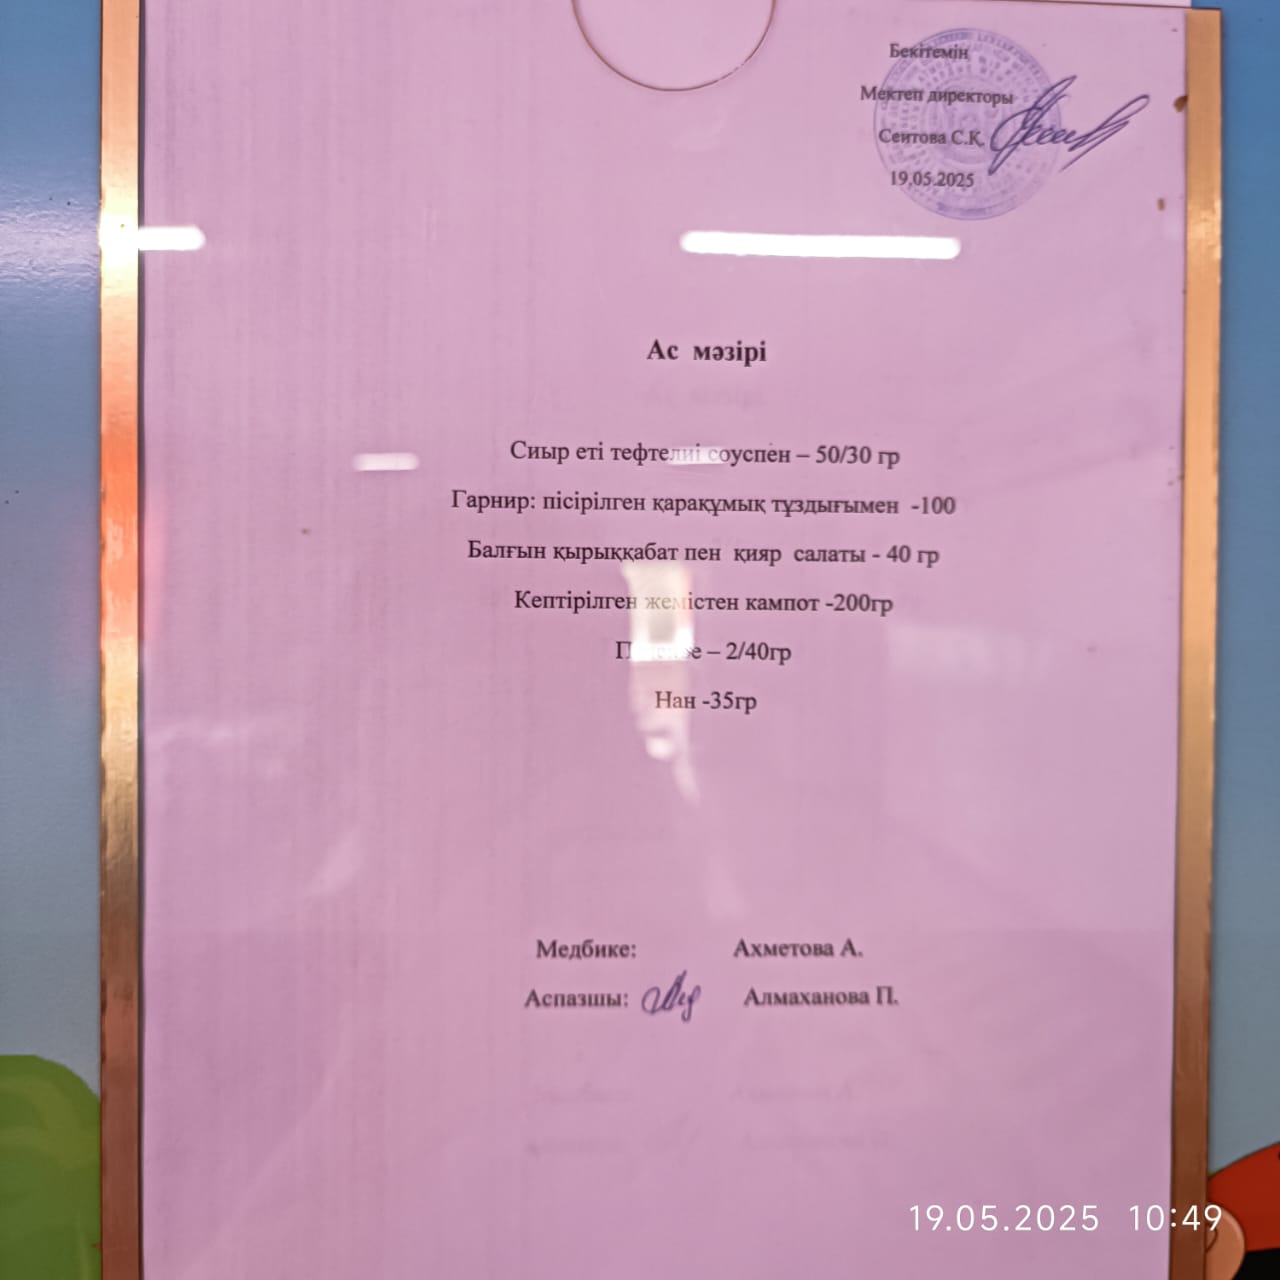 Бекітемін
Мектеп директоры
Сеитова С.Қ.
19.05.2025
Ас мәзірі
Сиыр еті тефтелиі соуспен – 50/30 гр
Гарнир: пісірілген қарақұмық тұздығымен -100
Балғын қырыққабат пен қияр салаты - 40 гр
Кептірілген жемістен кампот -200гр
– 2/40гр
Нан -35гр
Медбике: Ахметова А.
Аспазшы: Алмаханова П.
19.05.2025 10:49